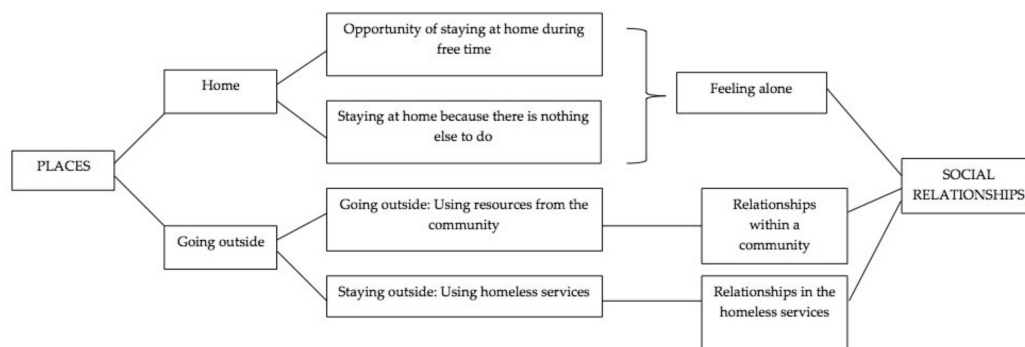 PLACES
Home
Going outside
Opportunity of staying at home during
free time
Staying at home because there is nothing
else to do
Going outside: Using resources from the
community
Staying outside: Using homeless services
Feeling alone
Relationships
within a
community
Relationships in the
homeless services
SOCIAL
RELATIONSHIPS